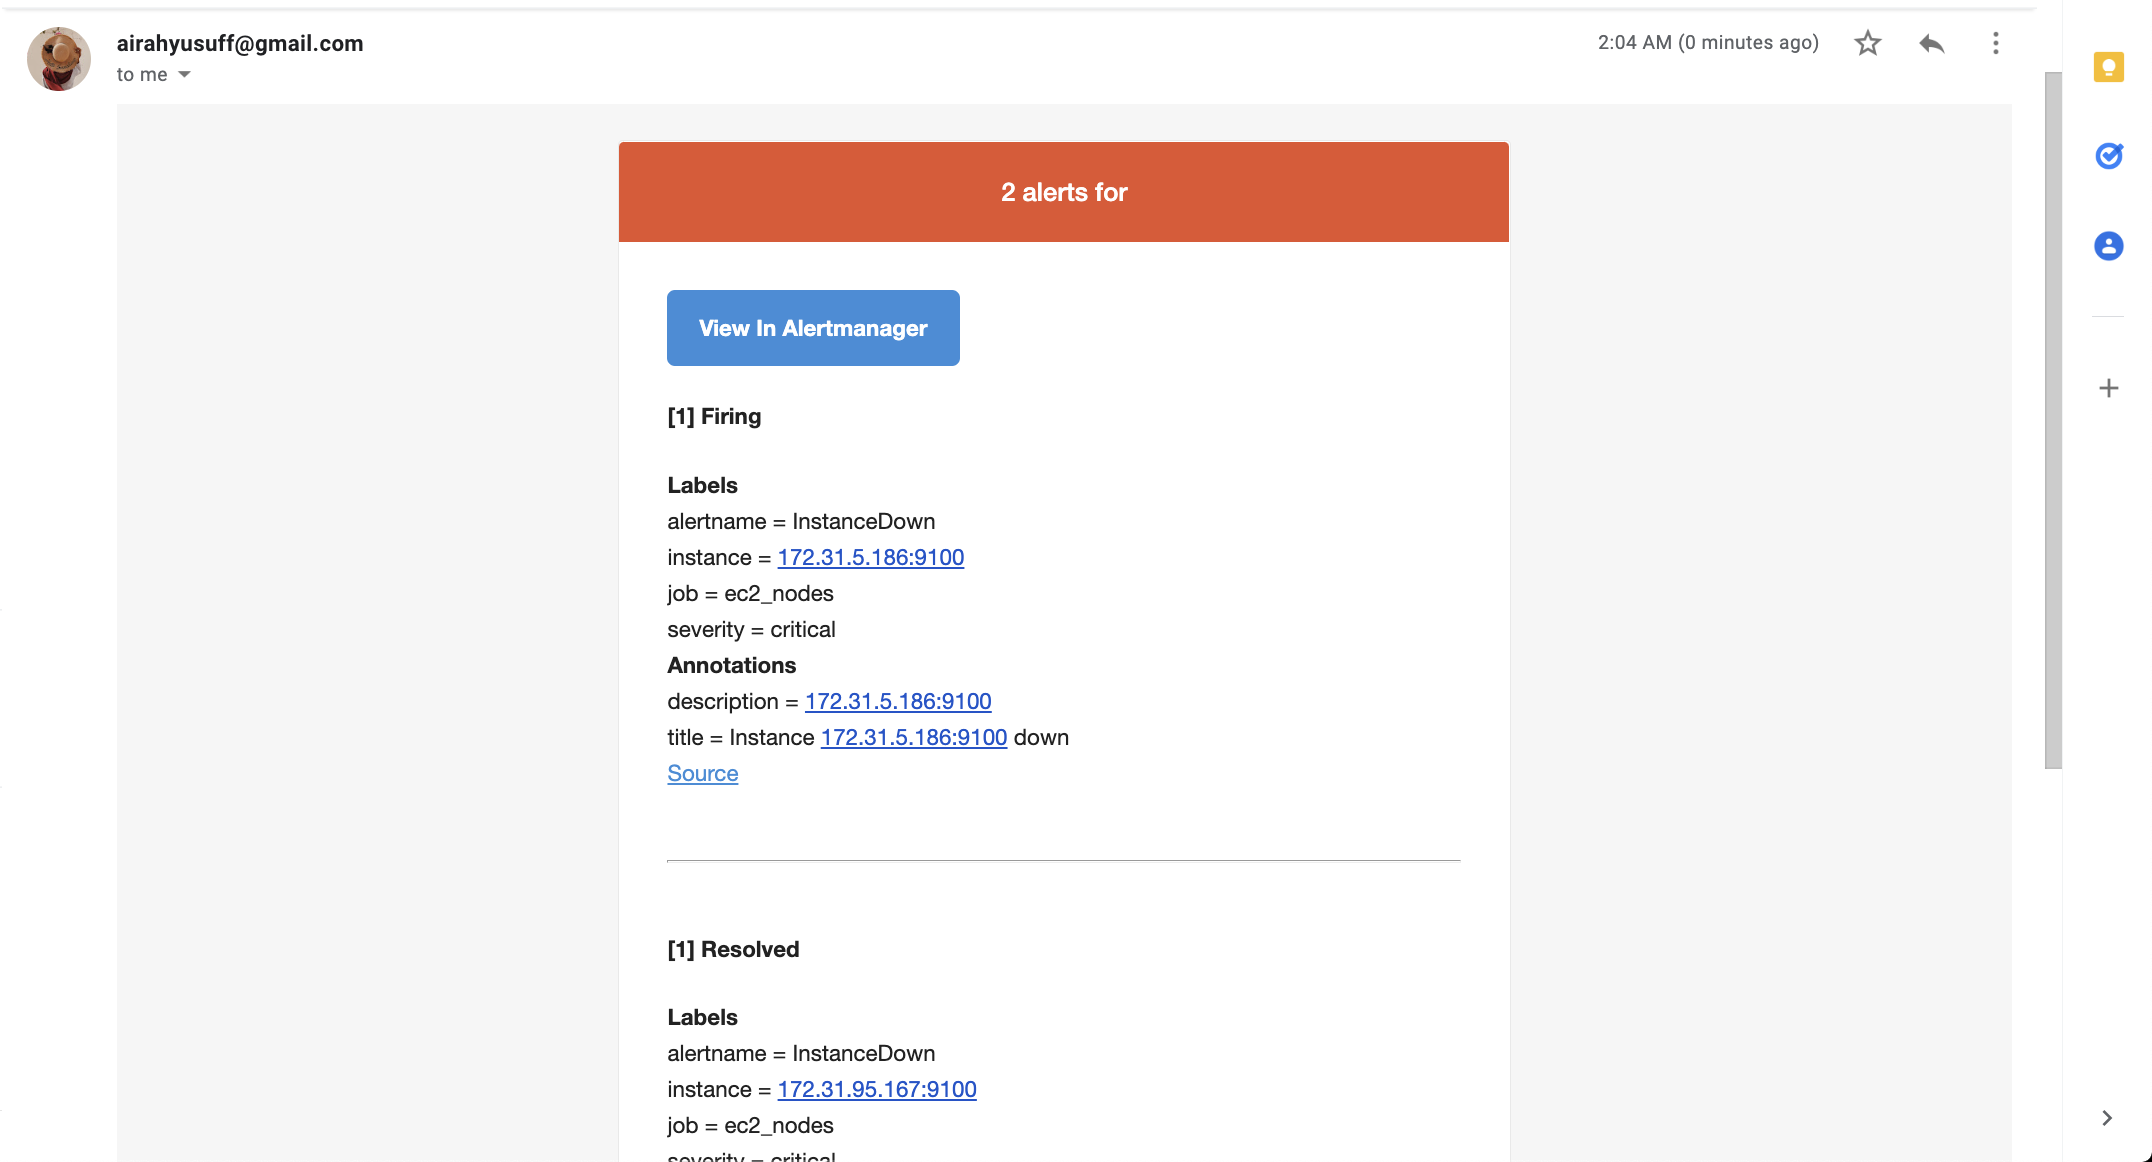 airahyusuff@gmail.com
2:04 AM (0 minutes ago)
to me
2 alerts for
View In Alertmanager
[1] Firing
Labels
alertname = InstanceDown
instance = 172.31.5.186:9100
job = ec2_nodes
severity = critical
Annotations
description = 172.31.5.186:9100
title = Instance 172.31.5.186:9100 down
Source
[1] Resolved
Labels
alertname = InstanceDown
instance = 172.31.95.167:9100
job = ec2_nodes
severity = critical